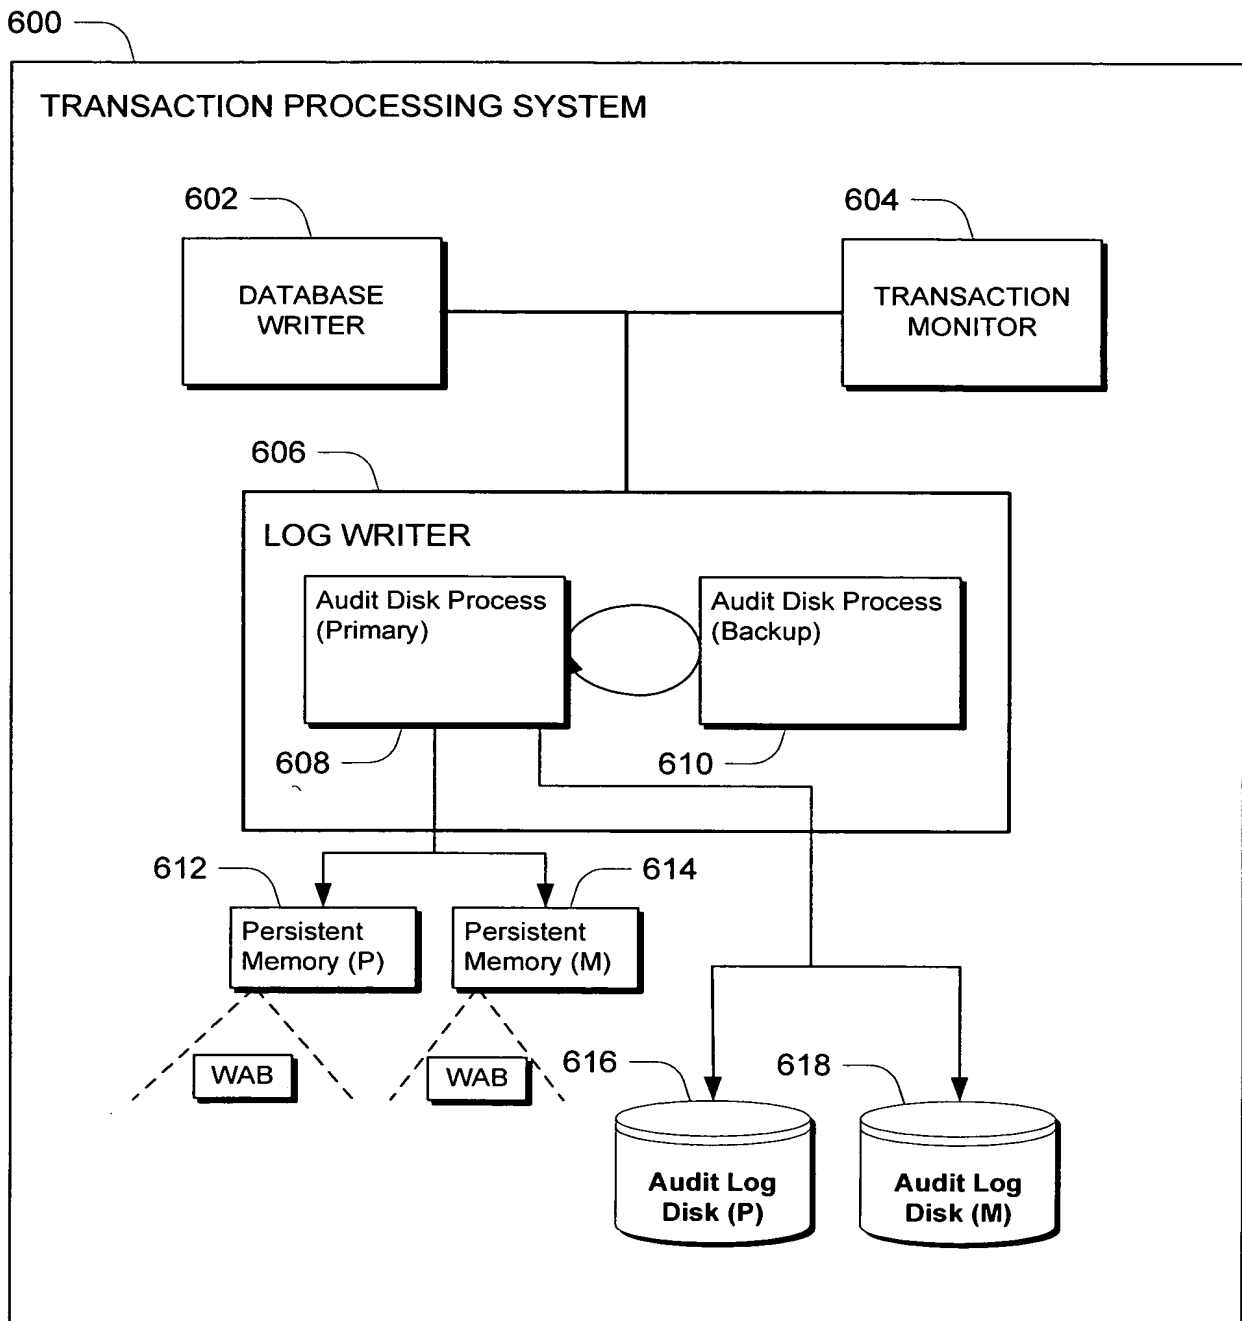 600
TRANSACTION PROCESSING SYSTEM
602
604
DATABASE
WRITER
TRANSACTION
MONITOR
606
LOG WRITER
Audit Disk Process
(Primary)
Audit Disk Process
(Backup)
608
610
612
614
Persistent
Memory (P)
Persistent
Memory (M)
WAB
WAB
616
618
Audit Log
Disk (P)
Audit Log
Disk (M)